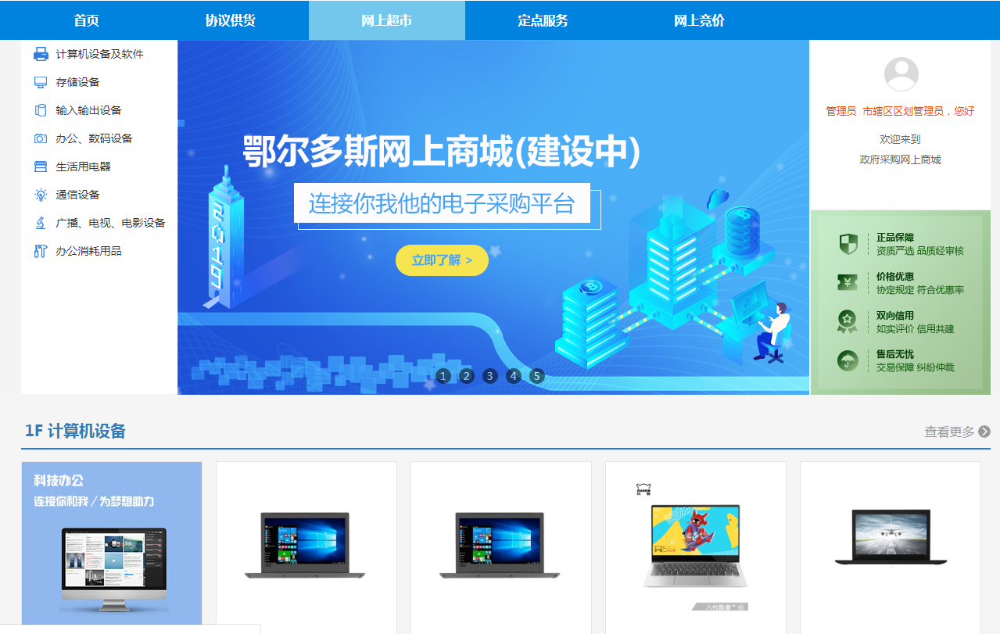 首页
协议供货
网上超市
定点服务
网上竞价
计算机设备及软件
存储设备
输入输出设备
办公、数码设备
生活用电器
通信设备
广播、电视、电影设备
办公消耗用品
鄂尔多斯网上商城(建设中)
连接你我他的电子采购平台
立即了解 >
1 2 3 4 5
管理员 市辖区区划管理员，您好
欢迎来到
政府采购网上商城
正品保障
资质严选 品质经审核
价格优惠
协定规定 符合优惠率
双向信用
如实评价 信用共建
售后无忧
交易保障 纠纷仲裁
1F 计算机设备
查看更多
科技办公
连接你和我/为梦想助力
八代酷睿™ i5